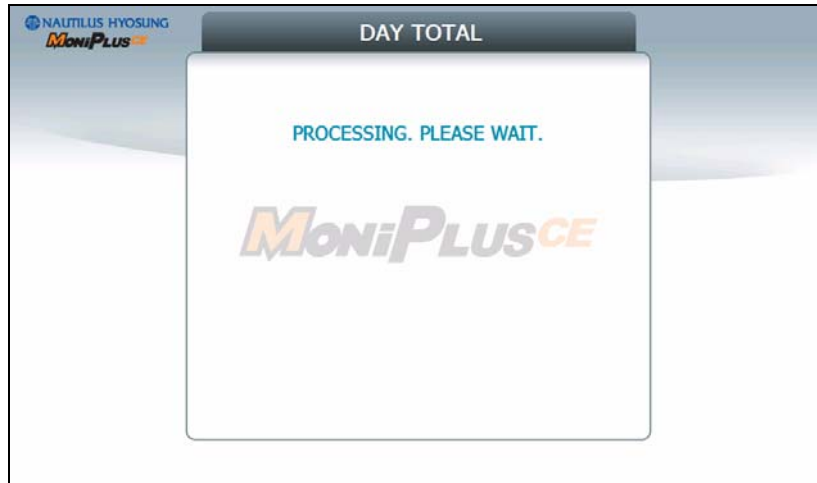 NAUTILUS HYOSUNG
MONIPLUSCE
DAY TOTAL
PROCESSING. PLEASE WAIT.
MONIPLUSCE